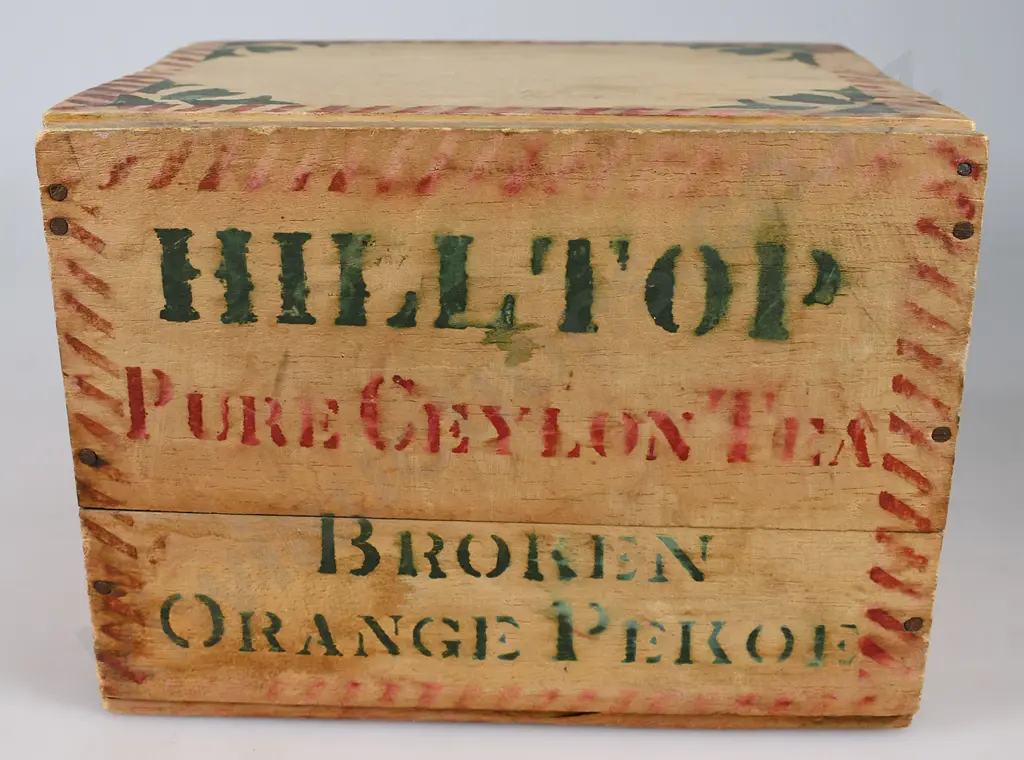 HILLTOP
PURE CEYLON TEA
BROKEN
ORANGE PEKOE